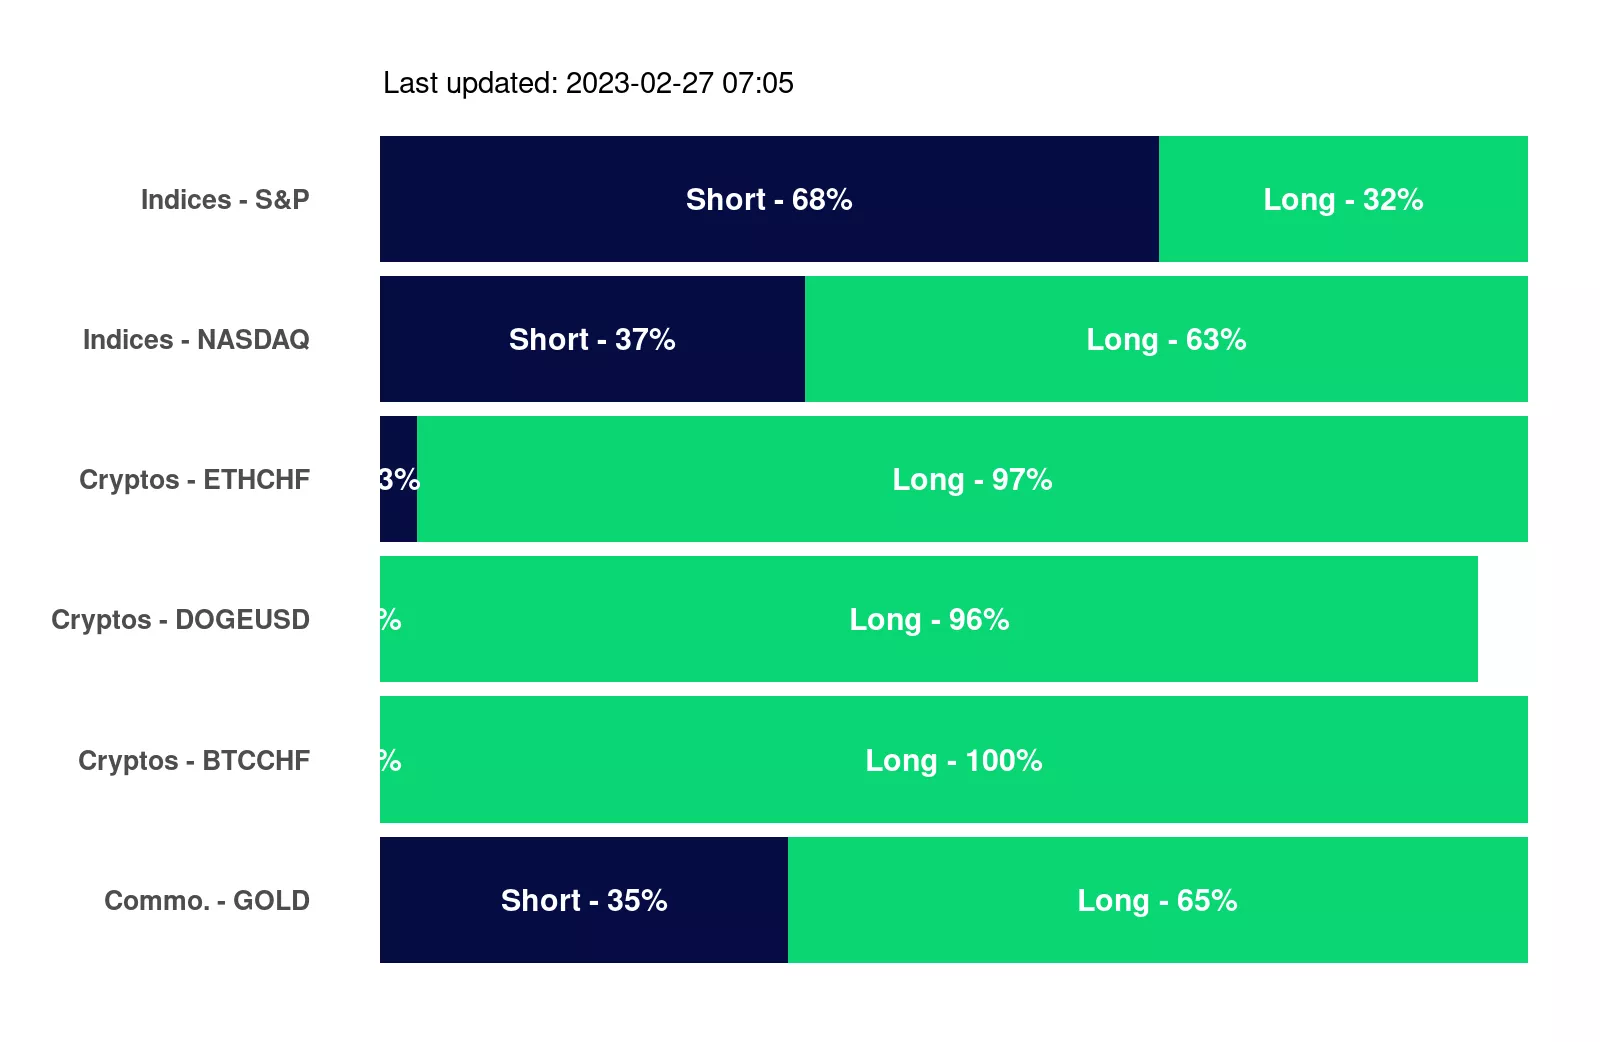 Last updated: 2023-02-27 07:05
Indices - S&P
Short - 68%
Long - 32%
Indices - NASDAQ
Short - 37%
Long - 63%
Cryptos - ETHCHF
3%
Long - 97%
Cryptos - DOGEUSD
%
Long - 96%
Cryptos - BTCCHF
%
Long - 100%
Commo. - GOLD
Short - 35%
Long - 65%